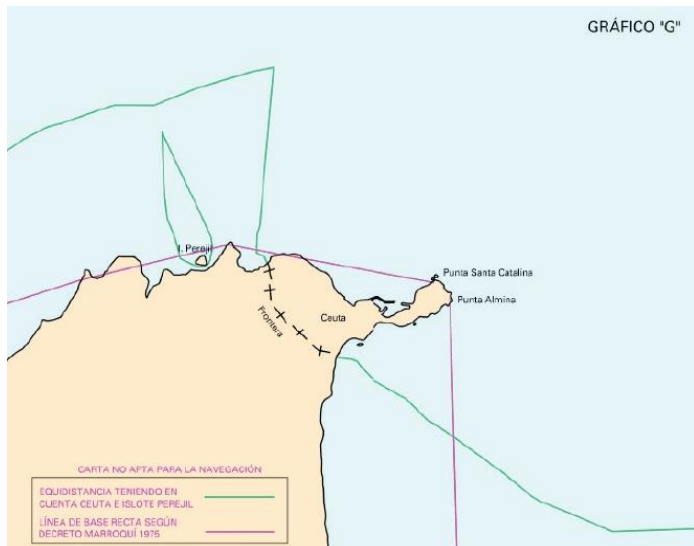 GRÁFICO "G"
I. Perejil
Punta Santa Catalina
Punta Almina
Ceuta
Frontera
CARTA NO APTA PARA LA NAVEGACIÓN
EQUIDISTANCIA TENIENDO EN
CUENTA CEUTA E ISLOTE PEREJIL
LÍNEA DE BASE RECTA SEGÚN
DECRETO MARROQUÍ 1975